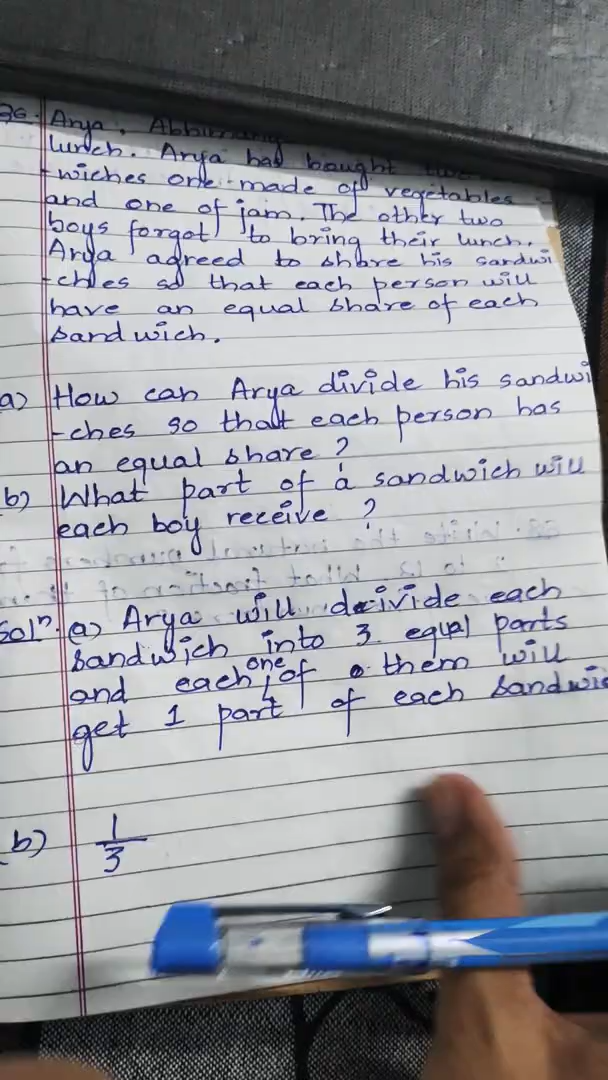 36. Arya, Abhimanyu
lunch. Arya has bought two
-wiches one made of vegetables
and one of jam. The other two
boys forgot to bring their lunch.
Arya agreed to share his sandwi
-ches so that each person will
have an equal share of each
sandwich.
a) How can Arya divide his sandwi
-ches so that each person has
an equal share?
b) What part of a sandwich will
each boy receive?
Solⁿ. (a) Arya will deivide each
sandwich into 3 equal parts
and each one of them will
get 1 part of each sandwic
(b) 1/3